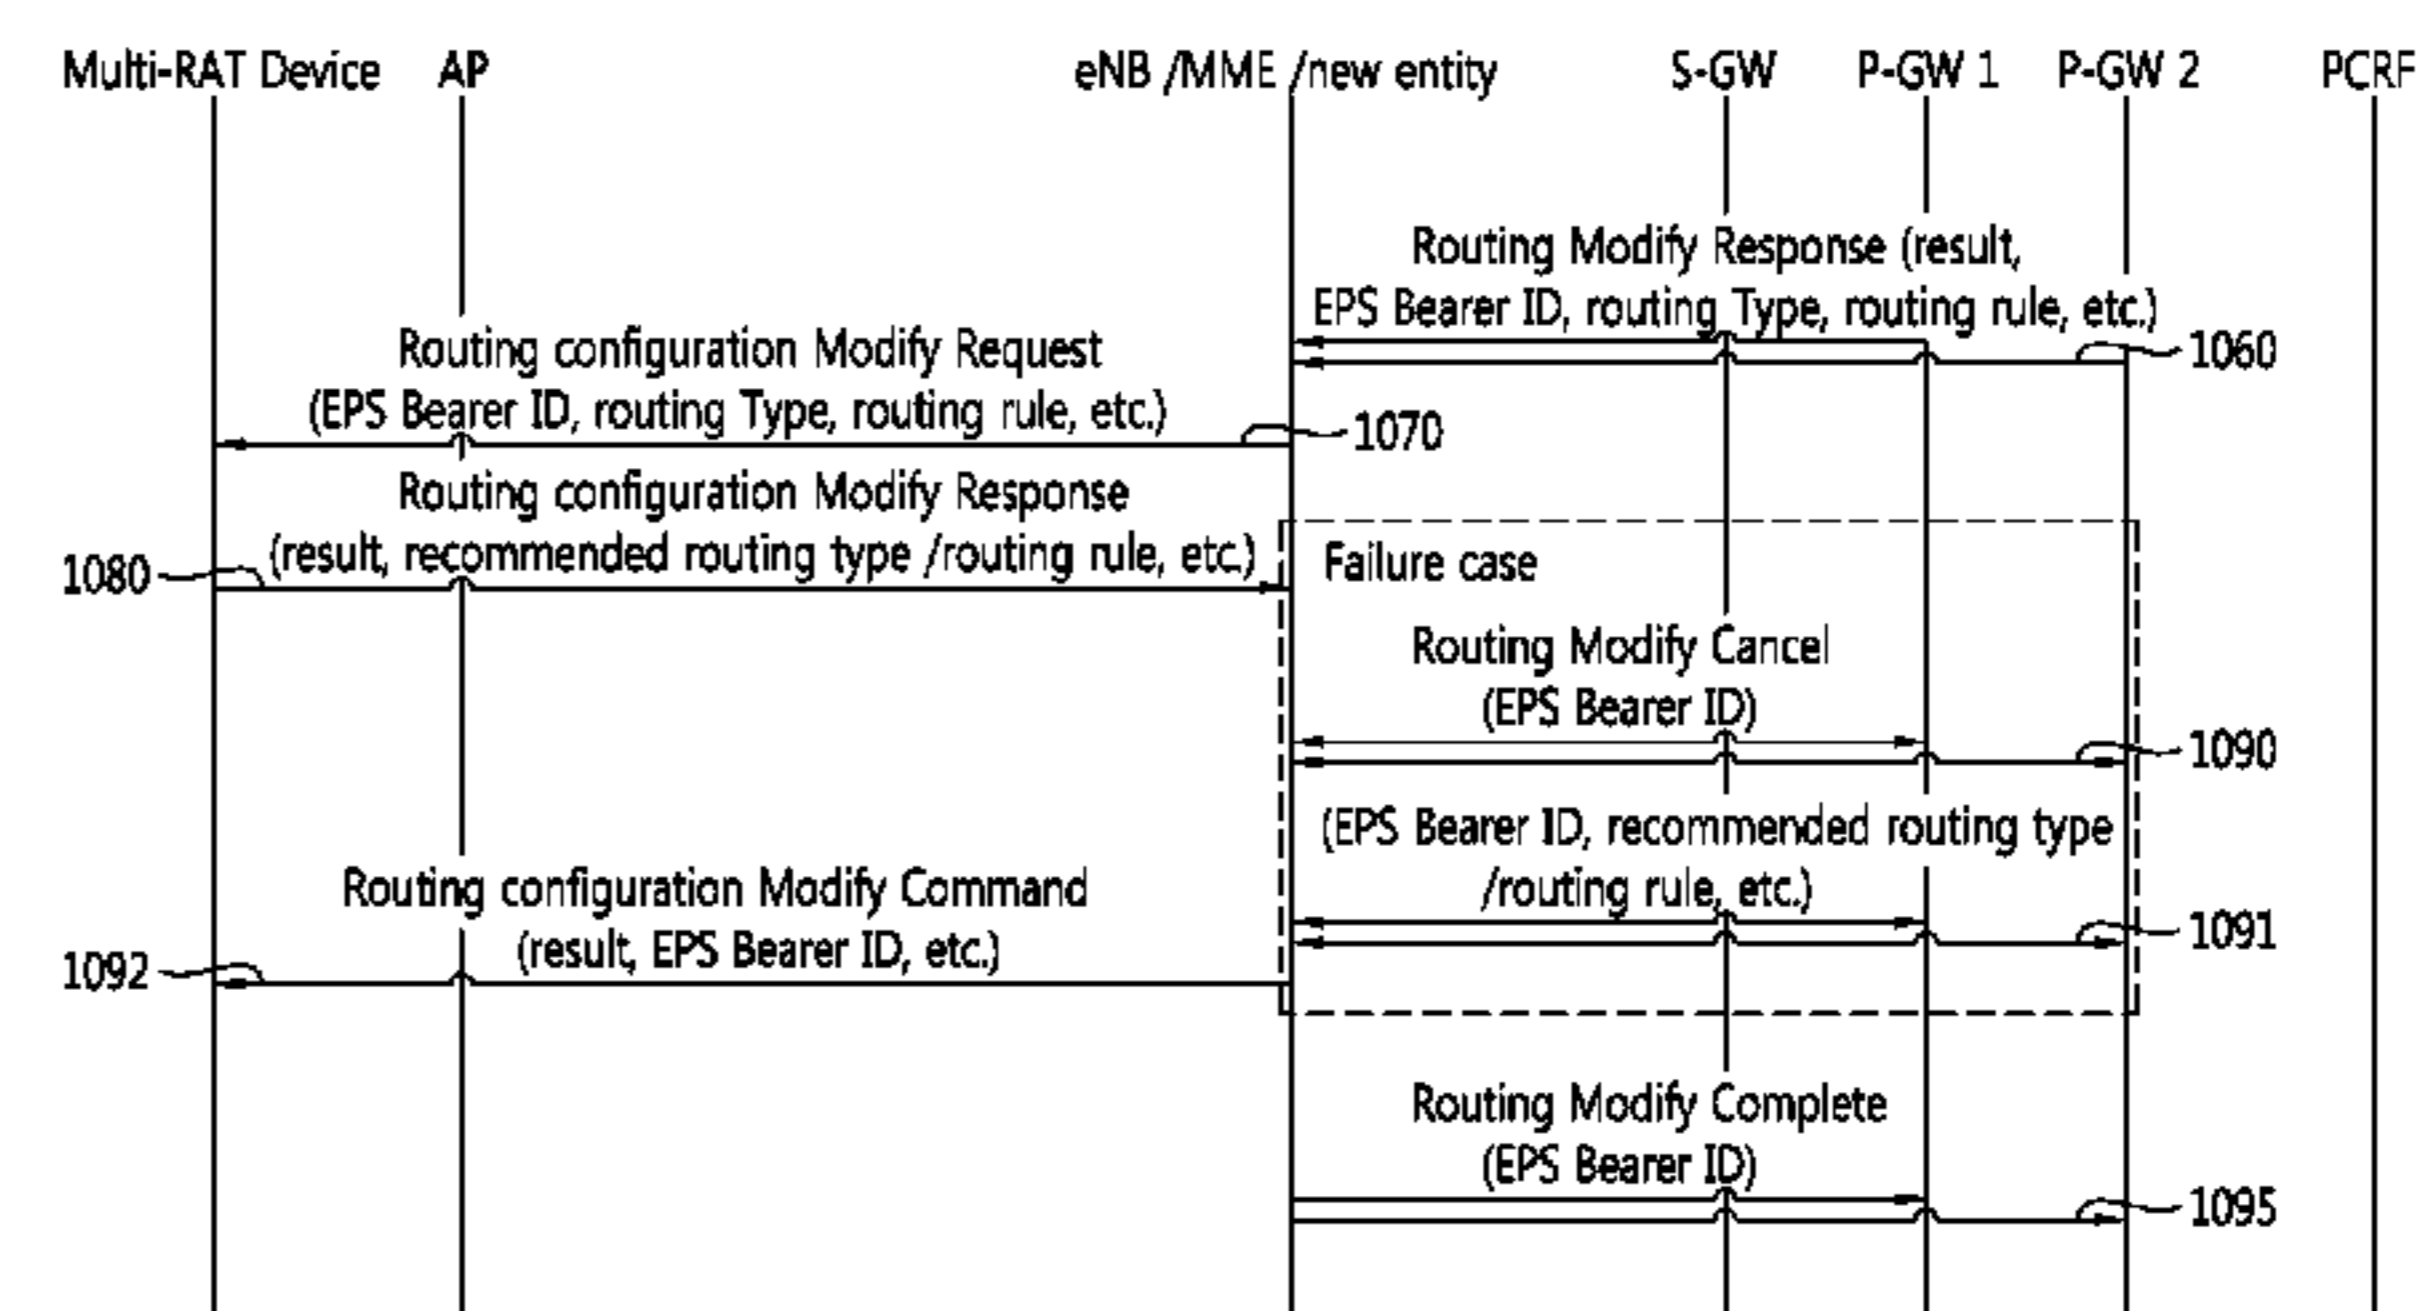 Multi-RAT Device AP eNB /MME /new entity S-GW P-GW 1 P-GW 2 PCRF
Routing Modify Response (result,
EPS Bearer ID, routing Type, routing rule, etc.)
1060
Routing configuration Modify Request
(EPS Bearer ID, routing Type, routing rule, etc.)
1070
Routing configuration Modify Response
(result, recommended routing type /routing rule, etc.)
1080
Failure case
Routing Modify Cancel
(EPS Bearer ID)
1090
(EPS Bearer ID, recommended routing type
/routing rule, etc.)
1091
Routing configuration Modify Command
(result, EPS Bearer ID, etc.)
1092
Routing Modify Complete
(EPS Bearer ID)
1095